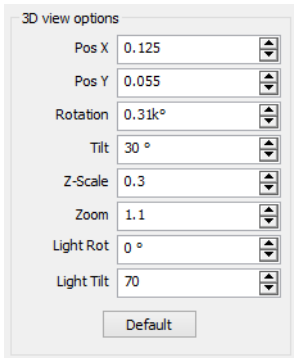 3D view options
Pos X 0.125
Pos Y 0.055
Rotation 0.31k°
Tilt 30 °
Z-Scale 0.3
Zoom 1.1
Light Rot 0 °
Light Tilt 70
Default